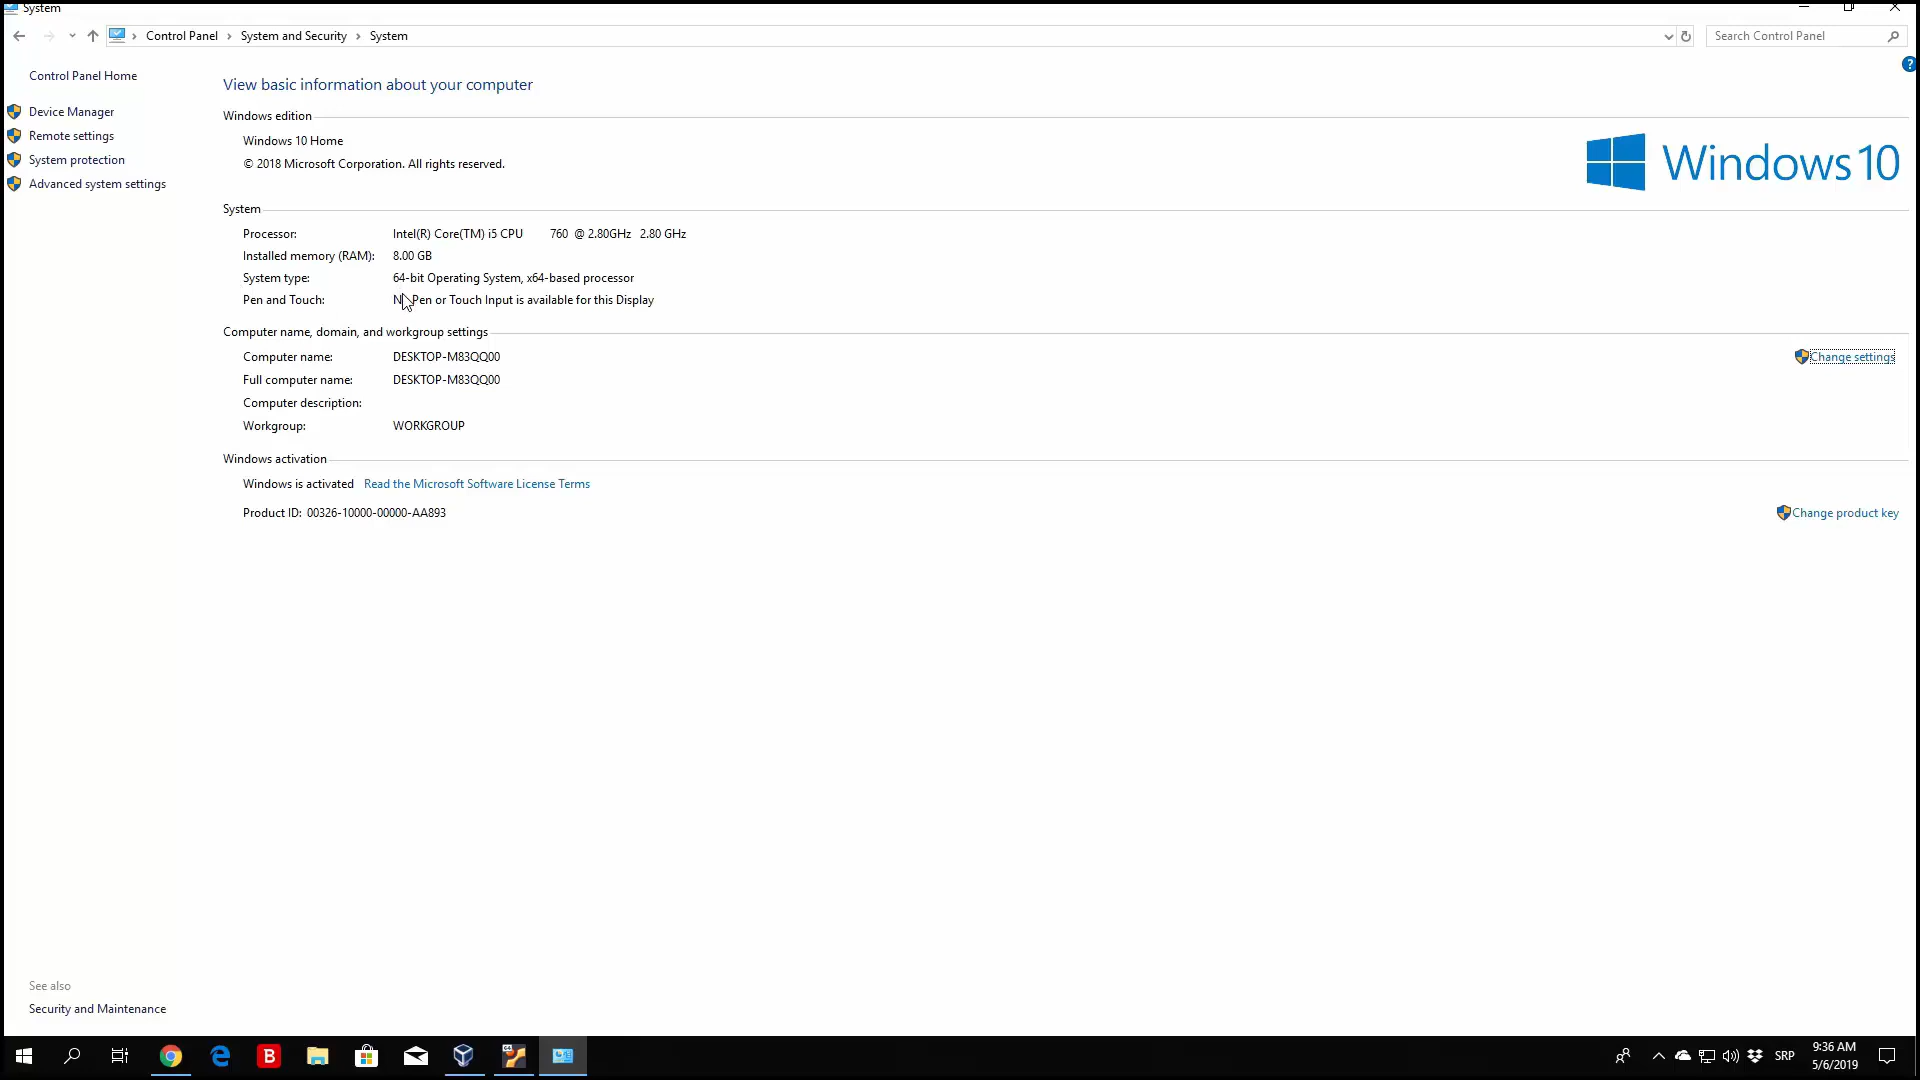 System
Control Panel > System and Security > System
Search Control Panel
?
Control Panel Home
Device Manager
Remote settings
System protection
Advanced system settings
View basic information about your computer
Windows edition
Windows 10 Home
© 2018 Microsoft Corporation. All rights reserved.
Windows 10
System
Processor: Intel(R) Core(TM) i5 CPU 760 @ 2.80GHz 2.80 GHz
Installed memory (RAM): 8.00 GB
System type: 64-bit Operating System, x64-based processor
Pen and Touch: No Pen or Touch Input is available for this Display
Computer name, domain, and workgroup settings
Computer name: DESKTOP-M83QQ00
Change settings
Full computer name: DESKTOP-M83QQ00
Computer description:
Workgroup: WORKGROUP
Windows activation
Windows is activated Read the Microsoft Software License Terms
Product ID: 00326-10000-00000-AA893
Change product key
See also
Security and Maintenance
B
64
SRP
9:36 AM
5/6/2019